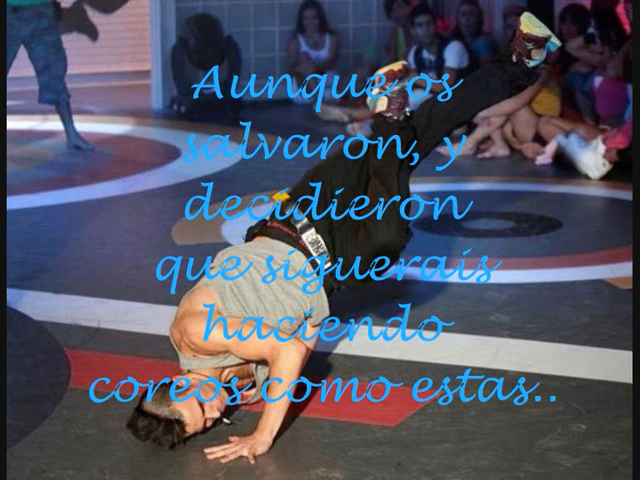 Aunque os
salvaron, y
decidieron
que siguerais
haciendo
coreos como estas..